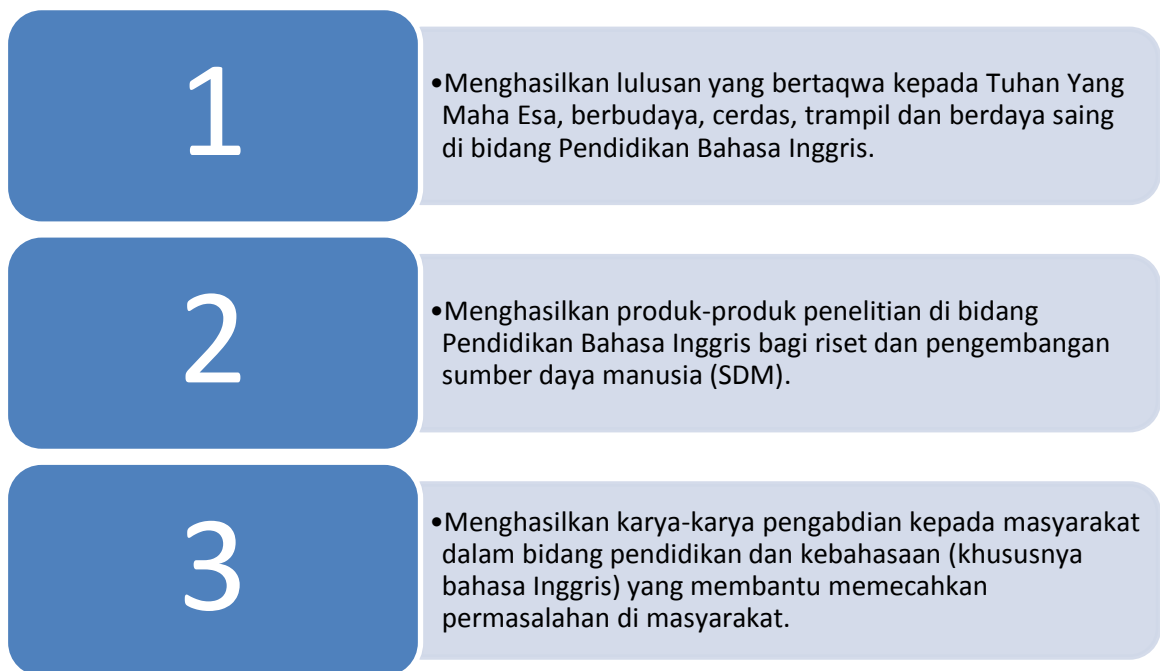 1
•Menghasilkan lulusan yang bertaqwa kepada Tuhan Yang
Maha Esa, berbudaya, cerdas, trampil dan berdaya saing
di bidang Pendidikan Bahasa Inggris.
2
•Menghasilkan produk-produk penelitian di bidang
Pendidikan Bahasa Inggris bagi riset dan pengembangan
sumber daya manusia (SDM).
3
•Menghasilkan karya-karya pengabdian kepada masyarakat
dalam bidang pendidikan dan kebahasaan (khususnya
bahasa Inggris) yang membantu memecahkan
permasalahan di masyarakat.